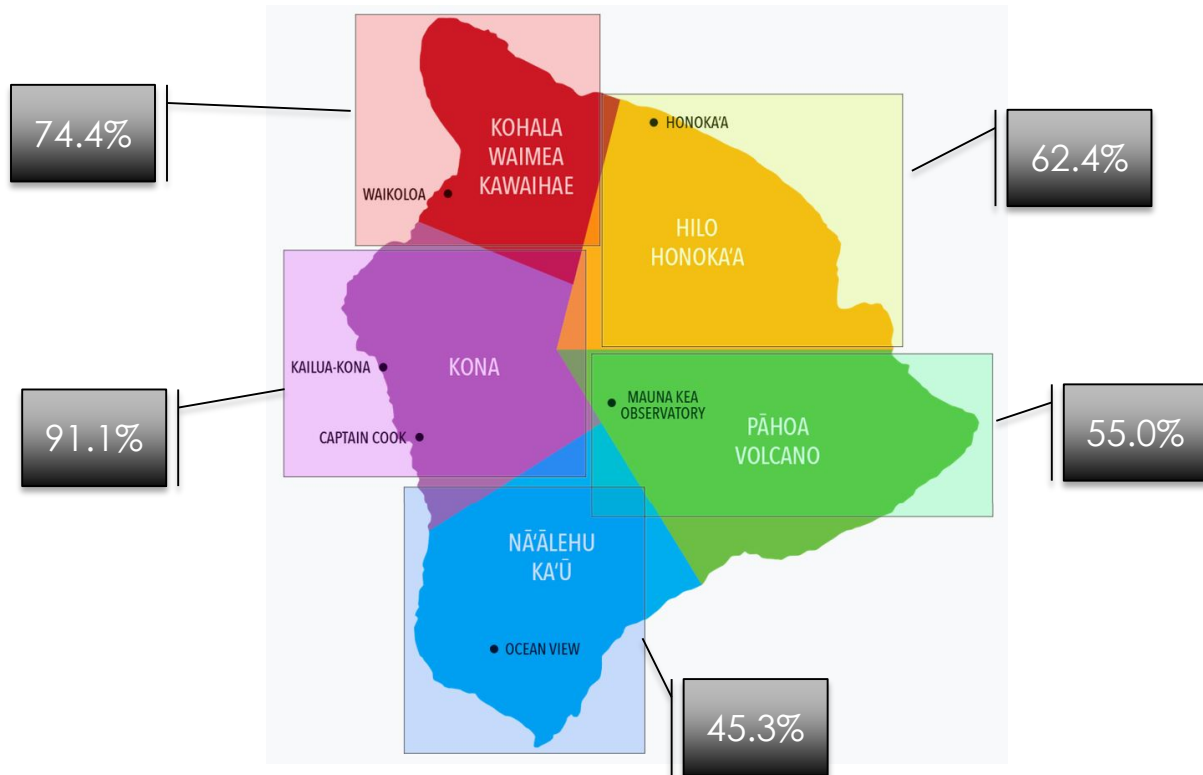 74.4%
KOHALA
WAIMEA
KAWAIHAE
WAIKOLOA
HONOKA‘A
62.4%
HILO
HONOKA‘A
KAILUA-KONA
KONA
CAPTAIN COOK
91.1%
MAUNA KEA
OBSERVATORY
PĀHOA
VOLCANO
55.0%
NĀ‘ĀLEHU
KA‘Ū
OCEAN VIEW
45.3%